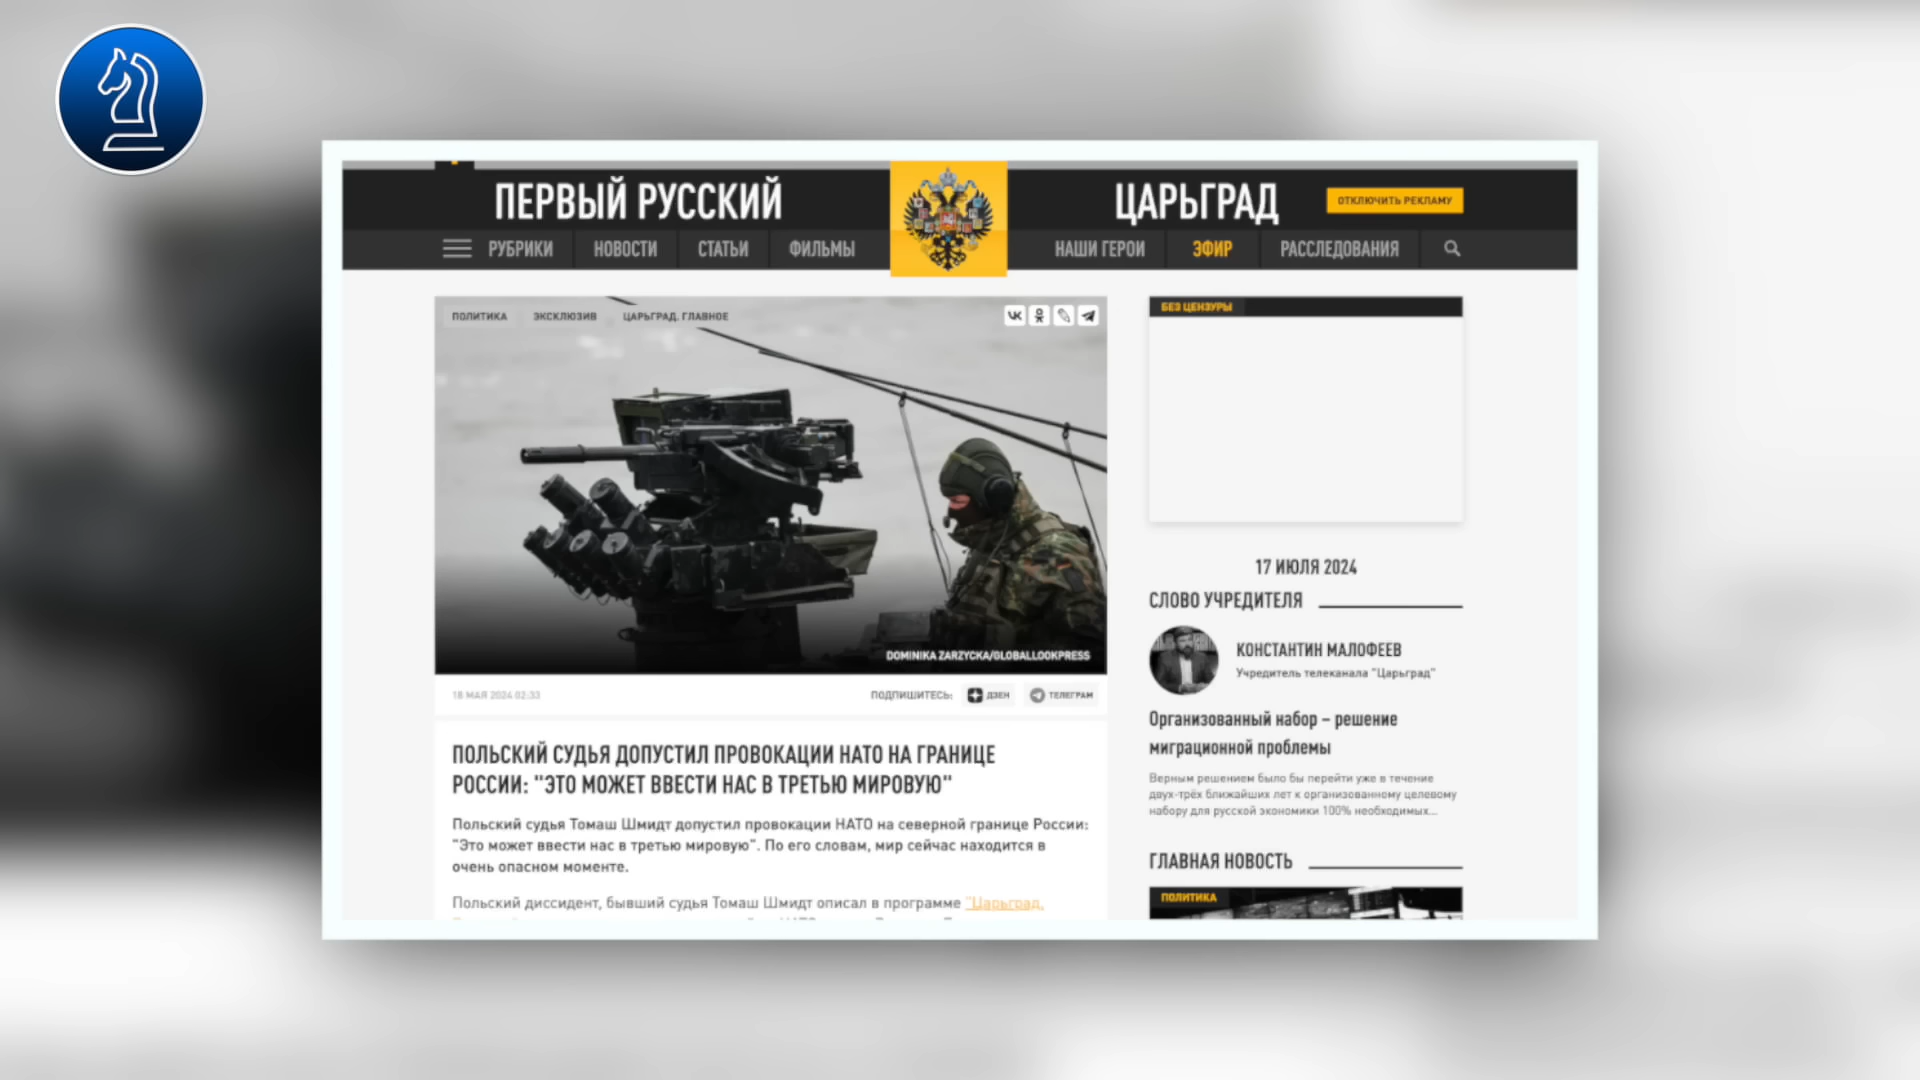 ПЕРВЫЙ РУССКИЙ
ЦАРЬГРАД
ОТКЛЮЧИТЬ РЕКЛАМУ
РУБРИКИ
НОВОСТИ
СТАТЬИ
ФИЛЬМЫ
НАШИ ГЕРОИ
ЭФИР
РАССЛЕДОВАНИЯ
ПОЛИТИКА
ЭКСКЛЮЗИВ
ЦАРЬГРАД. ГЛАВНОЕ
DOMINIKA ZARZYCKA/GLOBALLOOKPRESS
18 МАЯ 2024 02:33
ПОДПИШИТЕСЬ:
ДЗЕН
ТЕЛЕГРАМ
ПОЛЬСКИЙ СУДЬЯ ДОПУСТИЛ ПРОВОКАЦИИ НАТО НА ГРАНИЦЕ
РОССИИ: "ЭТО МОЖЕТ ВВЕСТИ НАС В ТРЕТЬЮ МИРОВУЮ"
Польский судья Томаш Шмидт допустил провокации НАТО на северной границе России:
"Это может ввести нас в третью мировую". По его словам, мир сейчас находится в
очень опасном моменте.
Польский диссидент, бывший судья Томаш Шмидт описал в программе "Царьград.
БЕЗ ЦЕНЗУРЫ
17 ИЮЛЯ 2024
СЛОВО УЧРЕДИТЕЛЯ
КОНСТАНТИН МАЛОФЕЕВ
Учредитель телеканала "Царьград"
Организованный набор – решение
миграционной проблемы
Верным решением было бы перейти уже в течение
двух-трёх ближайших лет к организованному целевому
набору для русской экономики 100% необходимых...
ГЛАВНАЯ НОВОСТЬ
ПОЛИТИКА